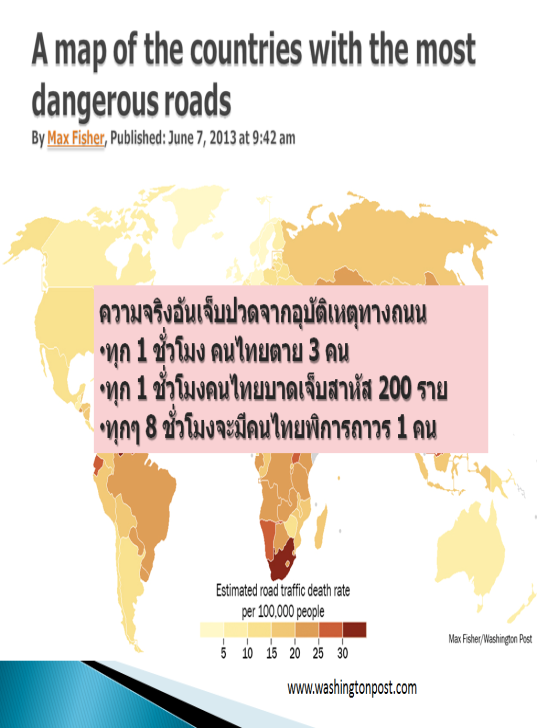 A map of the countries with the most
dangerous roads
By Max Fisher, Published: June 7, 2013 at 9:42 am
ความจริงอันเจ็บปวดจากอุบัติเหตุทางถนน
•ทุก 1 ชั่วโมง คนไทยตาย 3 คน
•ทุก 1 ชั่วโมงคนไทยบาดเจ็บสาหัส 200 ราย
•ทุกๆ 8 ชั่วโมงจะมีคนไทยพิการถาวร 1 คน
Estimated road traffic death rate
per 100,000 people
5 10 15 20 25 30
Max Fisher/Washington Post
www.washingtonpost.com